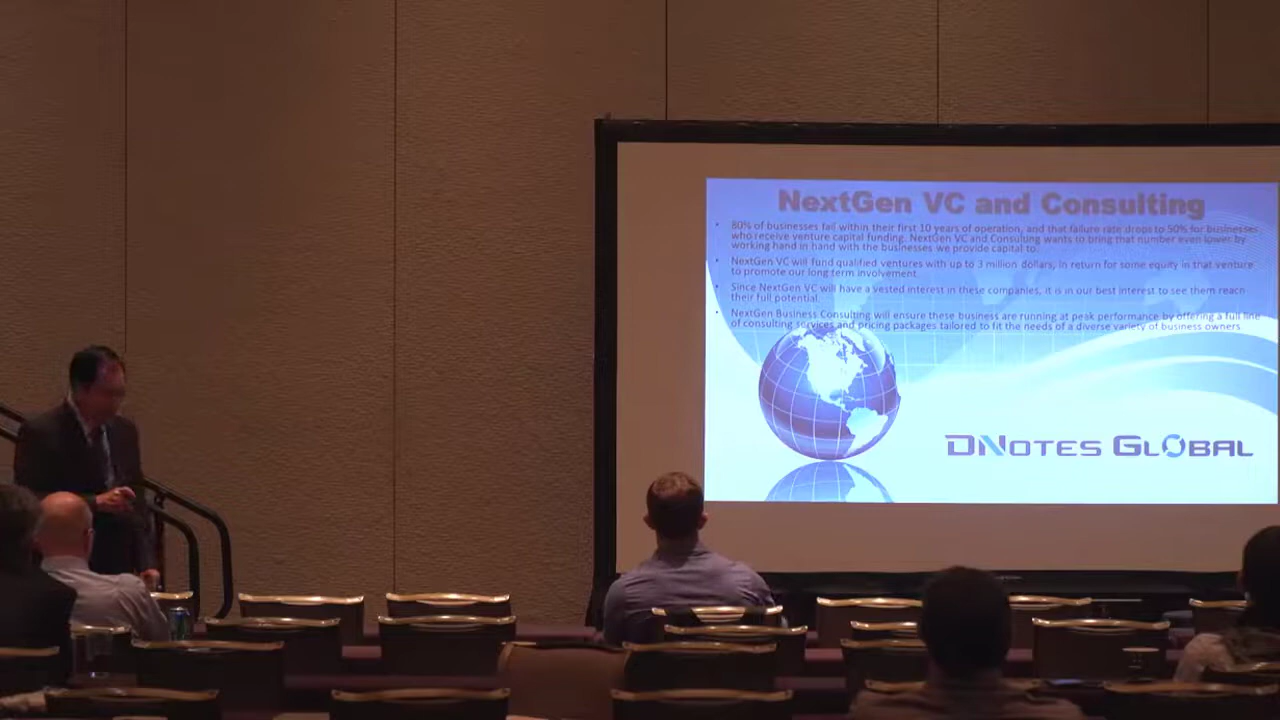 NextGen VC and Consulting
• 80% of businesses fail within their first 10 years of operation, and that failure rate drops to 50% for businesses
who receive venture capital funding. NextGen VC and Consulting wants to bring that number even lower by
working hand in hand with the businesses we provide capital to.
• NextGen VC will fund qualified ventures with up to 3 million dollars, in return for some equity in that venture
to promote our long term involvement.
• Since NextGen VC will have a vested interest in these companies, it is in our best interest to see them reach
their full potential.
• NextGen Business Consulting will ensure these business are running at peak performance by offering a full line
of consulting services and pricing packages tailored to fit the needs of a diverse variety of business owners
DNOTES GLOBAL